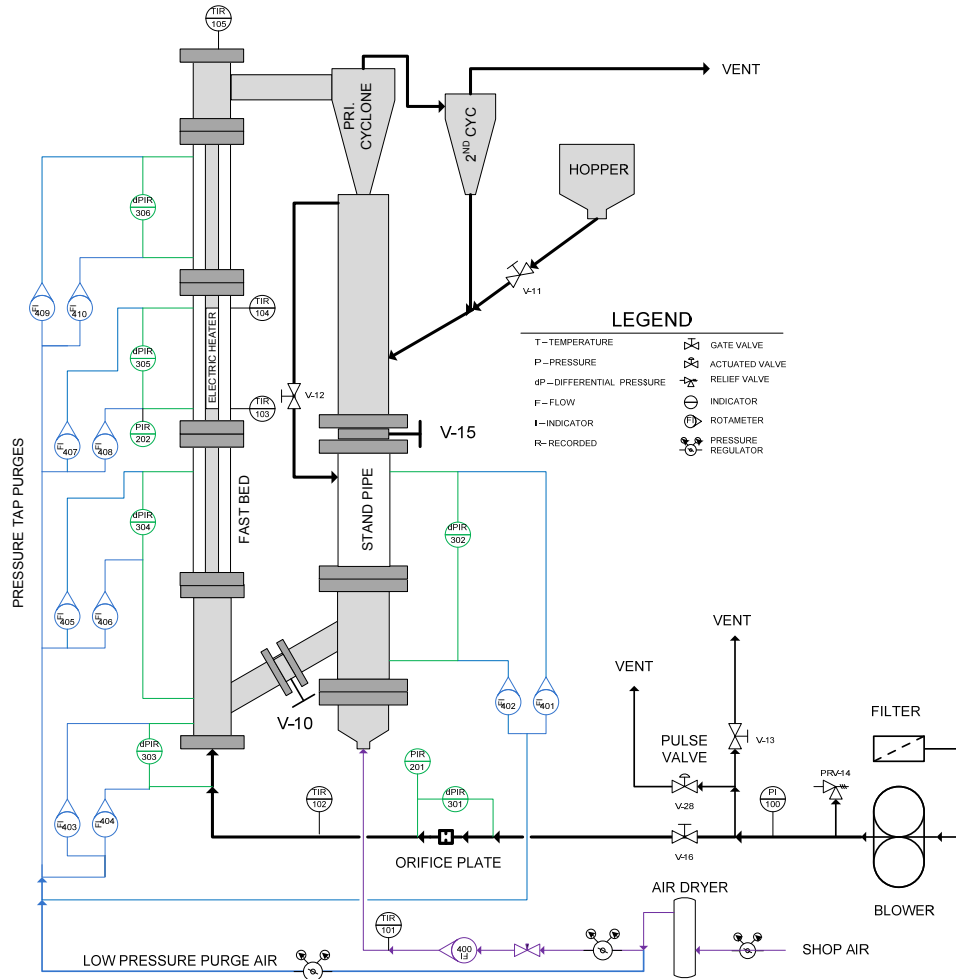 TIR
105
VENT
PRI.
CYCLONE
2ND CYC
HOPPER
dPIR
306
V-11
FI
409
FI
410
TIR
104
LEGEND
T – TEMPERATURE
GATE VALVE
P – PRESSURE
ACTUATED VALVE
dP – DIFFERENTIAL PRESSURE
RELIEF VALVE
F – FLOW
INDICATOR
I – INDICATOR
FI
ROTAMETER
R – RECORDED
PRESSURE
REGULATOR
dPIR
305
ELECTRIC HEATER
V-12
TIR
103
PIR
202
V-15
FI
407
FI
408
PRESSURE TAP PURGES
FAST BED
STAND PIPE
dPIR
304
dPIR
302
FI
405
FI
406
VENT
VENT
V-10
FI
402
FI
401
FILTER
V-13
PULSE
VALVE
dPIR
303
PIR
201
PRV-14
V-28
PI
100
TIR
102
dPIR
301
FI
403
FI
404
V-16
ORIFICE PLATE
AIR DRYER
BLOWER
TIR
101
400
FI
SHOP AIR
LOW PRESSURE PURGE AIR